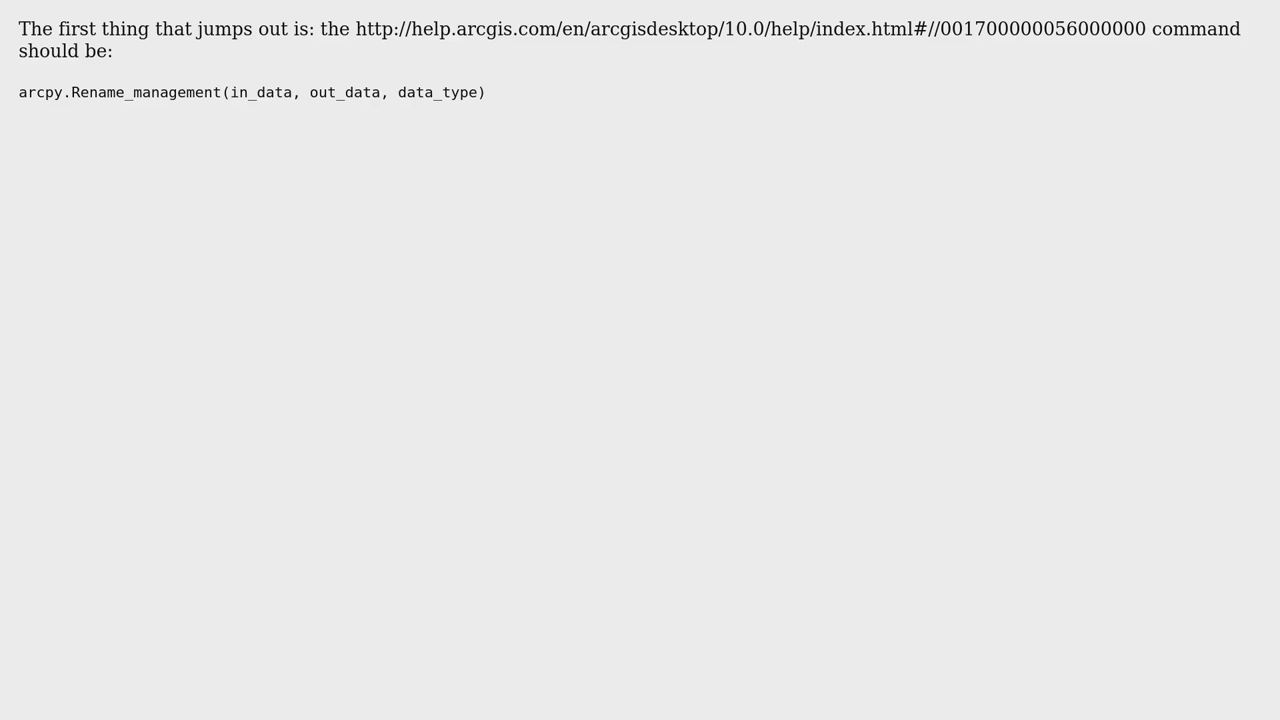 The first thing that jumps out is: the http://help.arcgis.com/en/arcgisdesktop/10.0/help/index.html#//001700000056000000 command
should be:
arcpy.Rename_management(in_data, out_data, data_type)